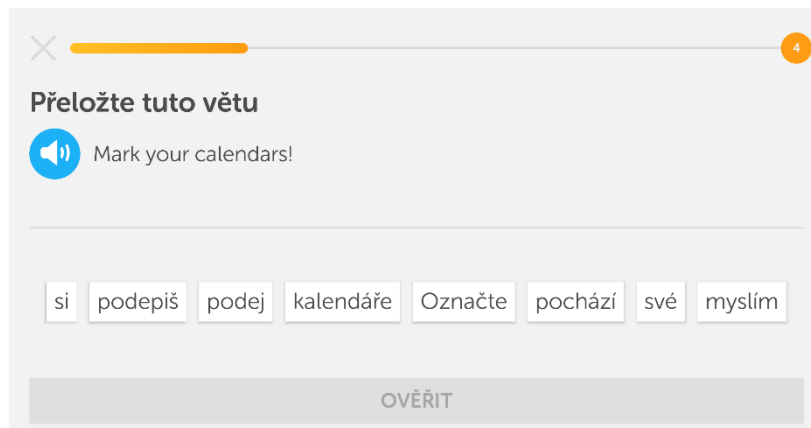 4
Přeložte tuto větu
Mark your calendars!
si podepiš podej kalendáře Označte pochází své myslím
OVĚŘIT